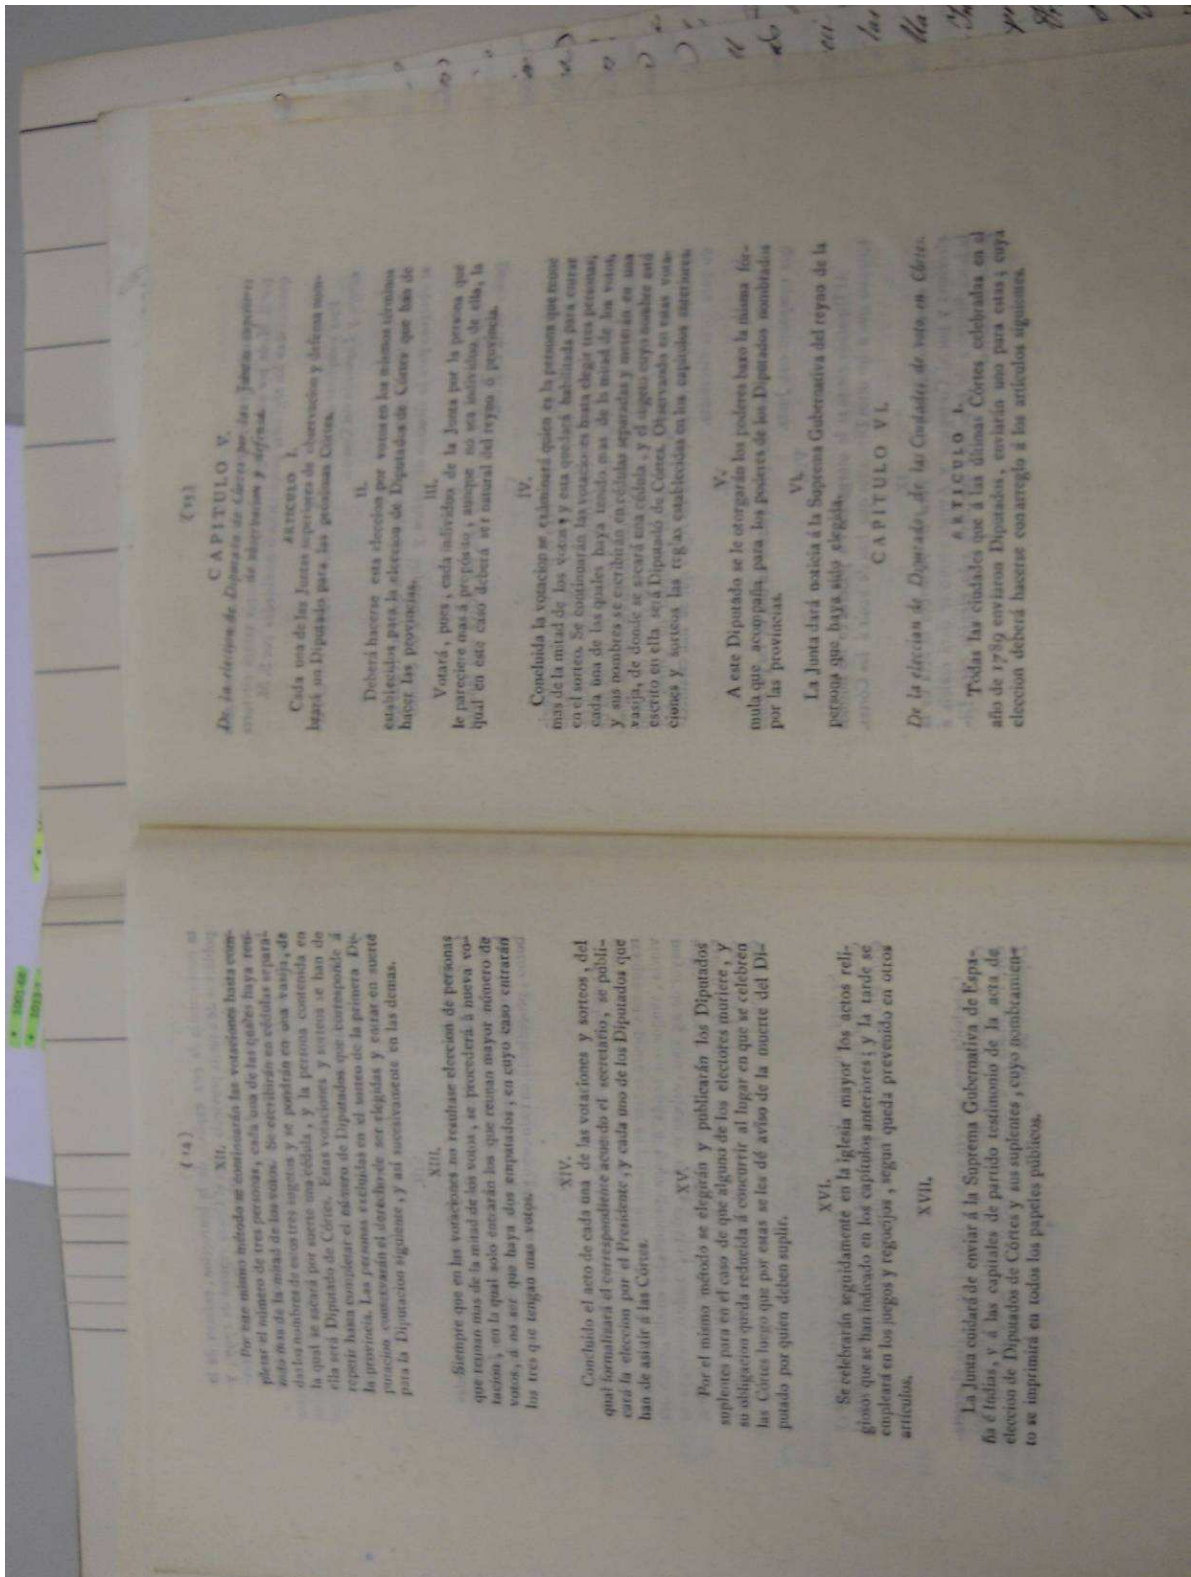 (14)
XII.
Por este mismo método se continuarán las votaciones hasta com-
pletar el número de tres personas, cada una de las quales haya reu-
nido mas de la mitad de los votos. Se escribirán en cédulas separa-
das los nombres de estos tres sugetos y se pondrán en una vasija, de
la qual se sacará por suerte una cédula, y la persona contenida en
ella será Diputado de Córtes. Estas votaciones y sorteos se han de
repetir hasta completar el número de Diputados que corresponde á
la provincia. Las personas excluidas en el sorteo de la primera Di-
putacion conservarán el derecho de ser elegidas y entrar en suerte
para la Diputacion siguiente, y así sucesivamente en las demas.
XIII.
Siempre que en las votaciones no resultase eleccion de personas
que reunan mas de la mitad de los votos, se procederá á nueva vo-
tacion, en la qual solo entrarán los que reunan mayor número de
votos, á no ser que haya dos empatados; en cuyo caso entrarán
los tres que tengan mas votos.
XIV.
Concluido el acto de cada una de las votaciones y sorteos, del
qual formalizará el correspondiente acuerdo el secretario, se publi-
cará la eleccion por el Presidente, y cada uno de los Diputados que
han de asistir á las Córtes.
XV.
Por el mismo método se elegirán y publicarán los Diputados
suplentes para en el caso de que alguno de los electores muriere, y
su obligacion queda reducida á concurrir al lugar en que se celebren
las Córtes luego que por estas se les dé aviso de la muerte del Di-
putado por quien deben suplir.
XVI.
Se celebrarán seguidamente en la iglesia mayor los actos reli-
giosos que se han indicado en los capítulos anteriores; y la tarde se
empleará en los juegos y regocijos, segun queda prevenido en otros
artículos.
XVII.
La Junta cuidará de enviar á la Suprema Gubernativa de Espa-
ña é Indias, y á las capitales de partido testimonio de la acta de
eleccion de Diputados de Córtes y sus suplentes, cuyo nombramien-
to se imprimirá en todos los papeles públicos.
(15)
CAPITULO V.
De la eleccion de Diputado de Córtes por las Juntas superiores
de observacion y defensa.
ARTICULO I.
Cada una de las Juntas superiores de observacion y defensa nom-
brará un Diputado para las próximas Córtes.
II.
Deberá hacerse esta eleccion por votos en los mismos términos
establecidos para la eleccion de Diputados de Córtes que han de
hacer las provincias.
III.
Votará, pues, cada individuo de la Junta por la persona que
le pareciere mas á propósito, aunque no sea individuo de ella, la
qual en este caso deberá ser natural del reyno ó provincia.
IV.
Concluida la votacion se exâminará quien es la persona que reune
mas de la mitad de los votos, y esta quedará habilitada para entrar
en el sorteo. Se continuarán las votaciones hasta elegir tres personas,
cada una de las quales haya tenido mas de la mitad de los votos,
y sus nombres se escribirán en cédulas separadas y meterán en una
vasija, de donde se sacará una cédula, y el sugeto cuyo nombre esté
escrito en ella será Diputado de Córtes. Observando en estas vota-
ciones y sorteos las reglas establecidas en los capítulos anteriores.
V.
A este Diputado se le otorgarán los poderes baxo la misma fór-
mula que acompaña para los poderes de los Diputados nombrados
por las provincias.
VI.
La Junta dará noticia á la Suprema Gubernativa del reyno de la
persona que haya sido elegida.
CAPITULO VI.
De la eleccion de Diputado de las Ciudades de voto en Córtes.
ARTICULO I.
Todas las ciudades que á las últimas Córtes celebradas en el
año de 1789 enviaron Diputados, enviarán uno para estas; cuya
eleccion deberá hacerse con arreglo á los artículos siguientes.